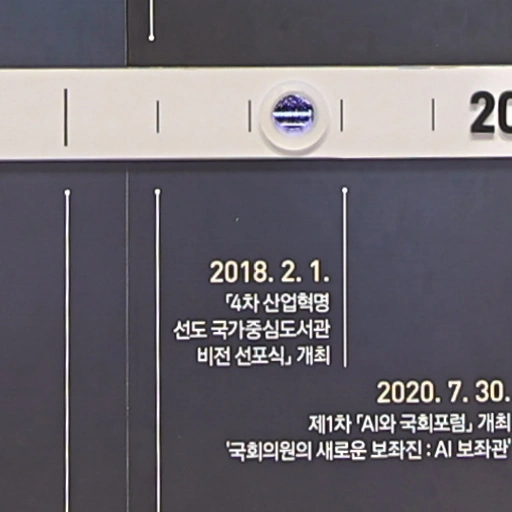 20
2018. 2. 1.
「4차 산업혁명
선도 국가중심도서관
비전 선포식」 개최
2020. 7. 30.
제1차 「AI와 국회포럼」 개최
'국회의원의 새로운 보좌진 : AI 보좌관'